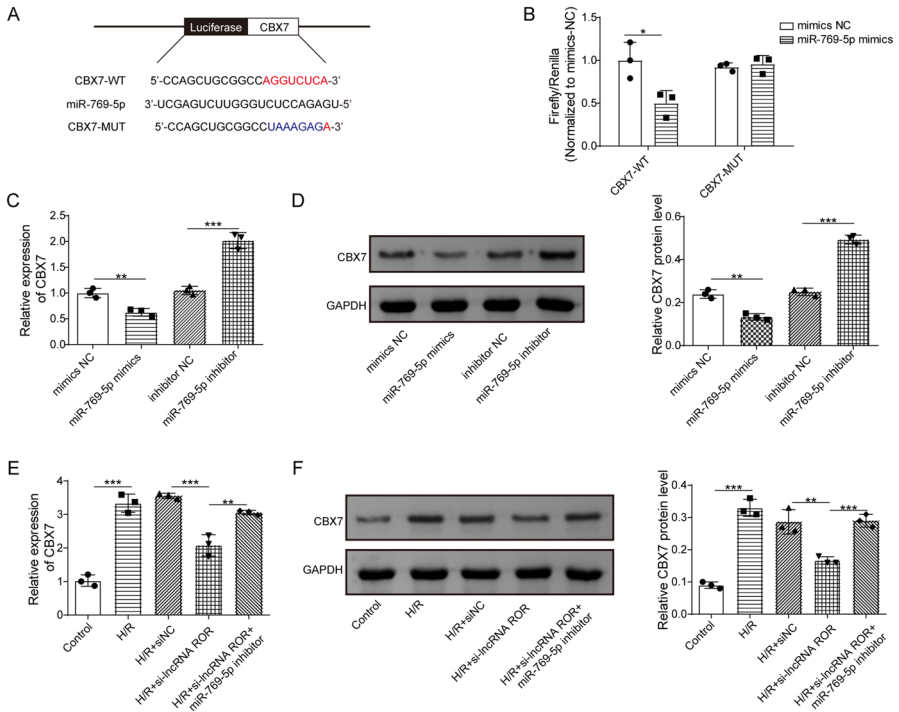 A
Luciferase CBX7
CBX7-WT 5'-CCAGCUGCGGCCAGGUCUCA-3'
miR-769-5p 3'-UCGAGUCUUGGGUCUCCAGAGU-5'
CBX7-MUT 5'-CCAGCUGCGGCCUAAAGAGA-3'
B
Firefly/Renilla
(Normalized to mimics-NC)
1.5
1.0
0.5
0.0
*
mimics NC
miR-769-5p mimics
CBX7-WT
CBX7-MUT
C
Relative expression
of CBX7
2.5
2.0
1.5
1.0
0.5
0.0
**
***
mimics NC
miR-769-5p mimics
inhibitor NC
miR-769-5p inhibitor
D
CBX7
GAPDH
mimics NC
miR-769-5p mimics
inhibitor NC
miR-769-5p inhibitor
Relative CBX7 protein level
0.6
0.4
0.2
0.0
**
***
mimics NC
miR-769-5p mimics
inhibitor NC
miR-769-5p inhibitor
E
Relative expression
of CBX7
4
3
2
1
0
***
***
**
Control
H/R
H/R+siNC
H/R+si-lncRNA ROR
H/R+si-lncRNA ROR+
miR-769-5p inhibitor
F
CBX7
GAPDH
Control
H/R
H/R+siNC
H/R+si-lncRNA ROR
H/R+si-lncRNA ROR+
miR-769-5p inhibitor
Relative CBX7 protein level
0.4
0.3
0.2
0.1
0.0
***
**
***
Control
H/R
H/R+siNC
H/R+si-lncRNA ROR
H/R+si-lncRNA ROR+
miR-769-5p inhibitor